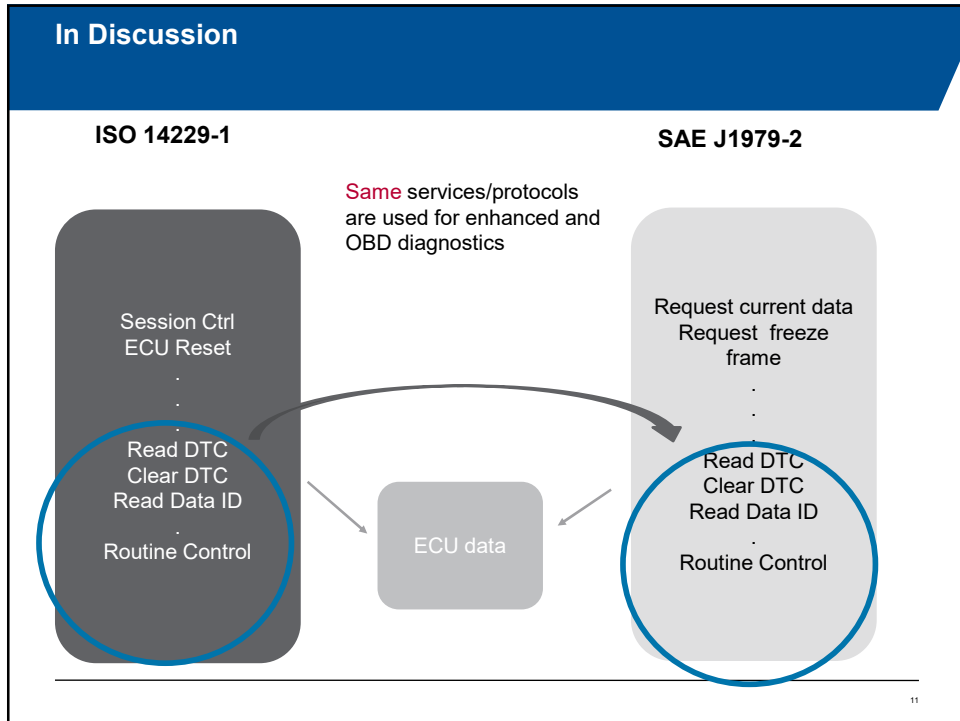 In Discussion
ISO 14229-1
SAE J1979-2
Same services/protocols
are used for enhanced and
OBD diagnostics
Session Ctrl
ECU Reset
.
.
.
Read DTC
Clear DTC
Read Data ID
.
Routine Control
ECU data
Request current data
Request freeze
frame
.
.
.
Read DTC
Clear DTC
Read Data ID
.
Routine Control
11